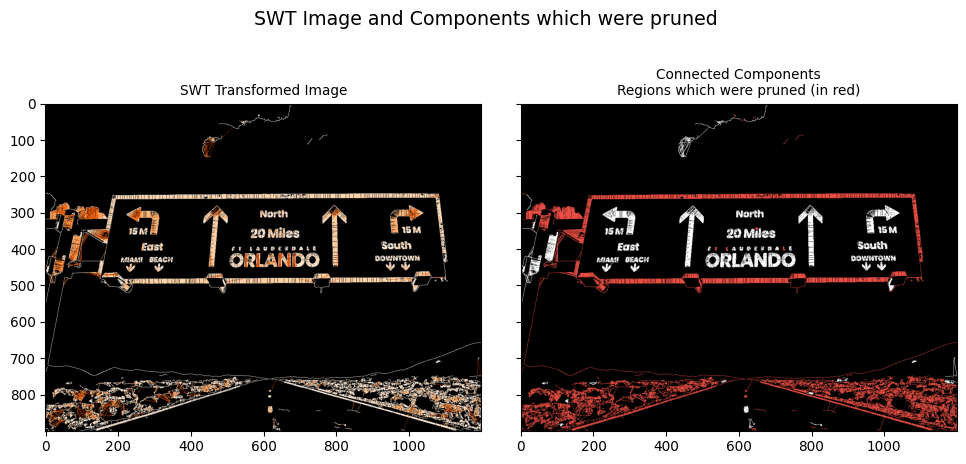 SWT Image and Components which were pruned
SWT Transformed Image
0
100
200
300
400
500
600
700
800
0
200
400
600
800
1000
15 M
East
MIAMI BEACH
North
20 Miles
FT LAUDERDALE
ORLANDO
15 M
South
DOWNTOWN
Connected Components
Regions which were pruned (in red)
15 M
East
MIAMI BEACH
North
20 Miles
FT LAUDERDALE
ORLANDO
15 M
South
DOWNTOWN
0
200
400
600
800
1000